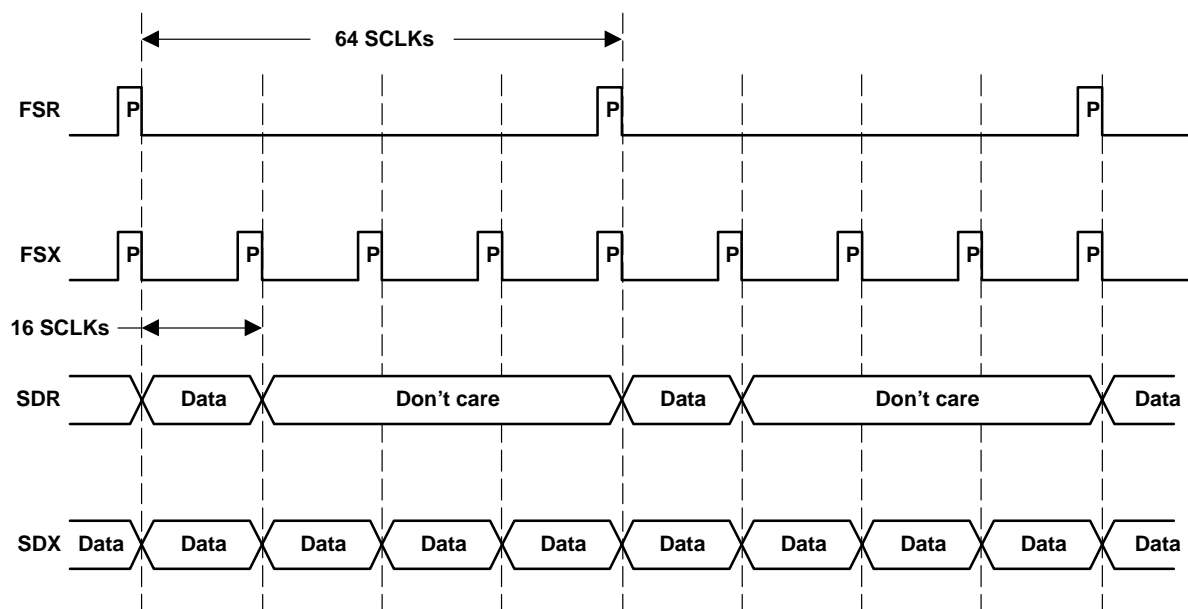 64 SCLKs
FSR P P P
FSX P P P P P P P P P
16 SCLKs
SDR Data Don’t care Data Don’t care Data
SDX Data Data Data Data Data Data Data Data Data Data